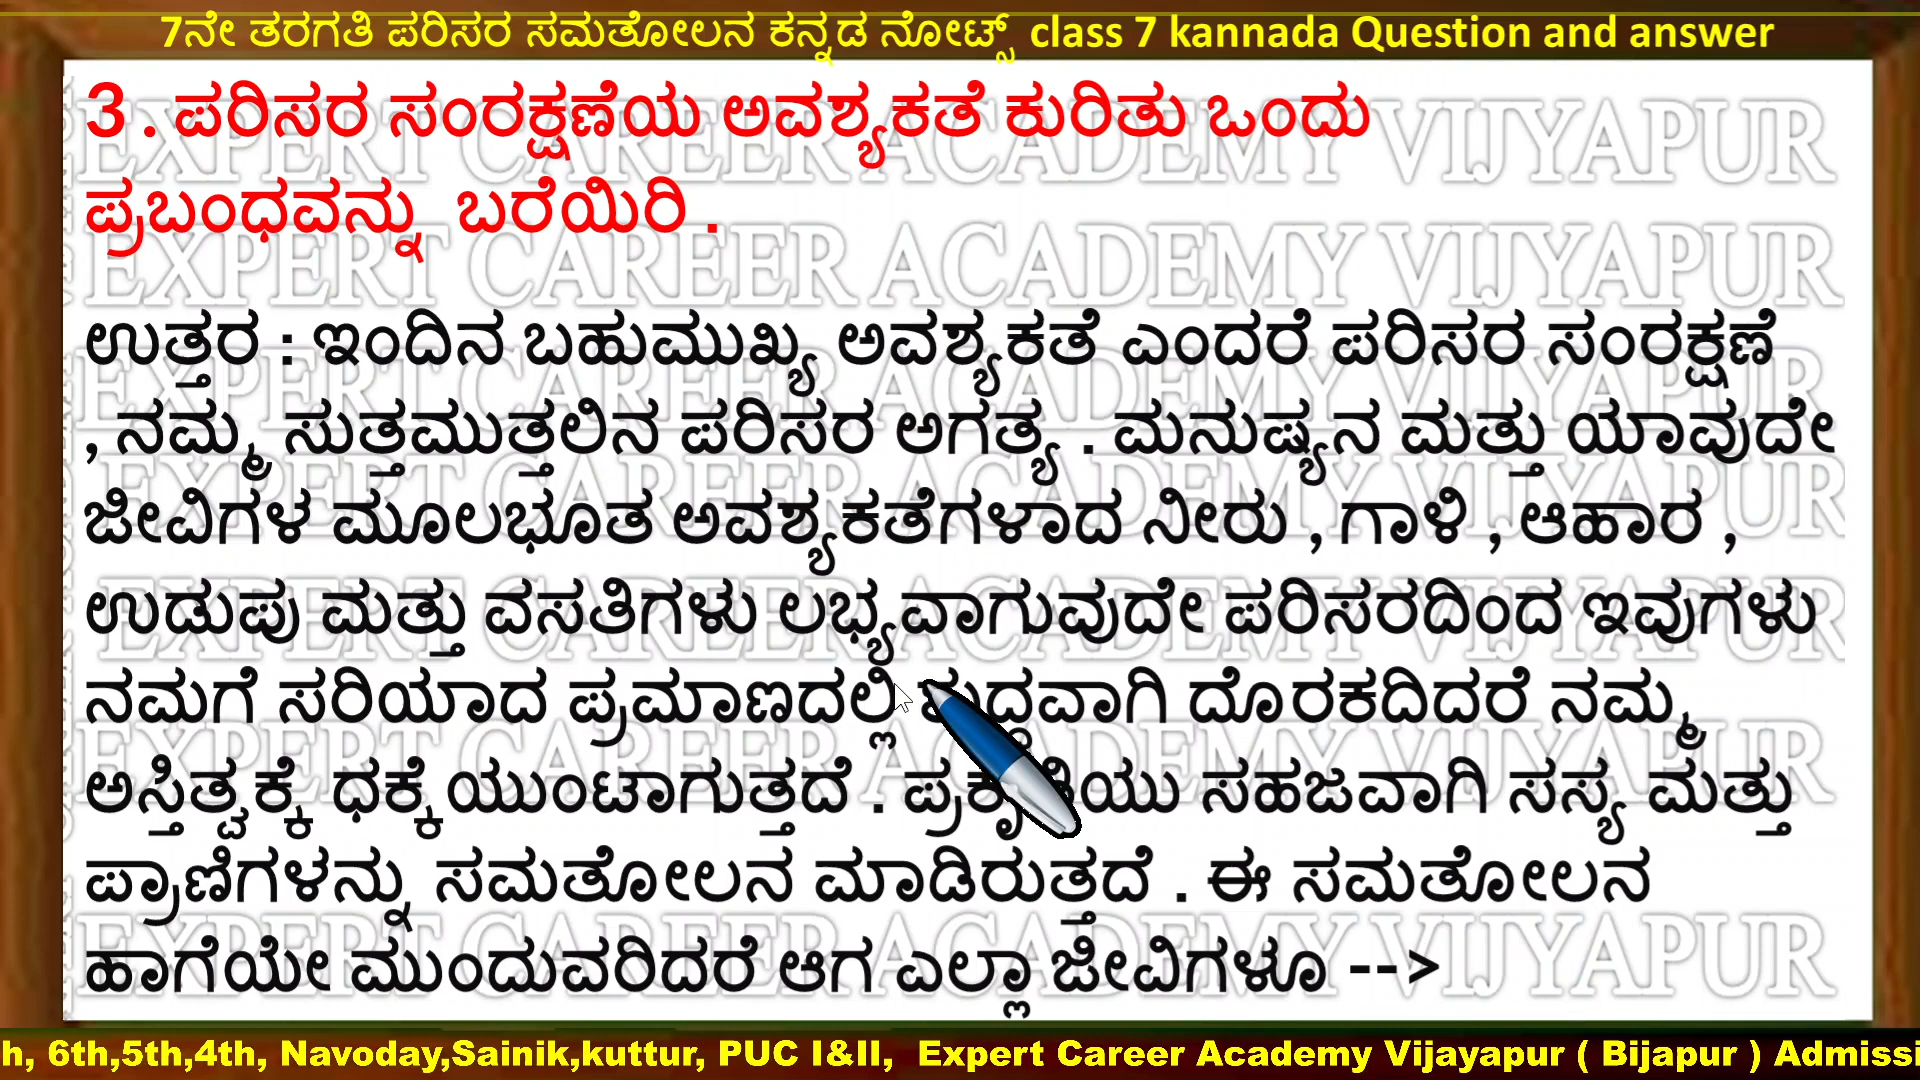 7ನೇ ತರಗತಿ ಪರಿಸರ ಸಮತೋಲನ ಕನ್ನಡ ನೋಟ್ಸ್ class 7 kannada Question and answer
3 . ಪರಿಸರ ಸಂರಕ್ಷಣೆಯ ಅವಶ್ಯಕತೆ ಕುರಿತು ಒಂದು
ಪ್ರಬಂಧವನ್ನು ಬರೆಯಿರಿ .
ಉತ್ತರ : ಇಂದಿನ ಬಹುಮುಖ್ಯ ಅವಶ್ಯಕತೆ ಎಂದರೆ ಪರಿಸರ ಸಂರಕ್ಷಣೆ
, ನಮ್ಮ ಸುತ್ತಮುತ್ತಲಿನ ಪರಿಸರ ಅಗತ್ಯ . ಮನುಷ್ಯನ ಮತ್ತು ಯಾವುದೇ
ಜೀವಿಗಳ ಮೂಲಭೂತ ಅವಶ್ಯಕತೆಗಳಾದ ನೀರು , ಗಾಳಿ , ಆಹಾರ ,
ಉಡುಪು ಮತ್ತು ವಸತಿಗಳು ಲಭ್ಯವಾಗುವುದೇ ಪರಿಸರದಿಂದ ಇವುಗಳು
ನಮಗೆ ಸರಿಯಾದ ಪ್ರಮಾಣದಲ್ಲಿ ದೊರಕದಿದರೆ ನಮ್ಮ
ಅಸ್ತಿತ್ವಕ್ಕೆ ಧಕ್ಕೆಯುಂಟಾಗುತ್ತದೆ . ಪ್ರಕೃತಿಯು ಸಹಜವಾಗಿ ಸಸ್ಯ ಮತ್ತು
ಪ್ರಾಣಿಗಳನ್ನು ಸಮತೋಲನ ಮಾಡಿರುತ್ತದೆ . ಈ ಸಮತೋಲನ
ಹಾಗೆಯೇ ಮುಂದುವರಿದರೆ ಆಗ ಎಲ್ಲಾ ಜೀವಿಗಳೂ -->
h, 6th,5th,4th, Navoday,Sainik,kuttur, PUC I&II, Expert Career Academy Vijayapur ( Bijapur ) Admissi